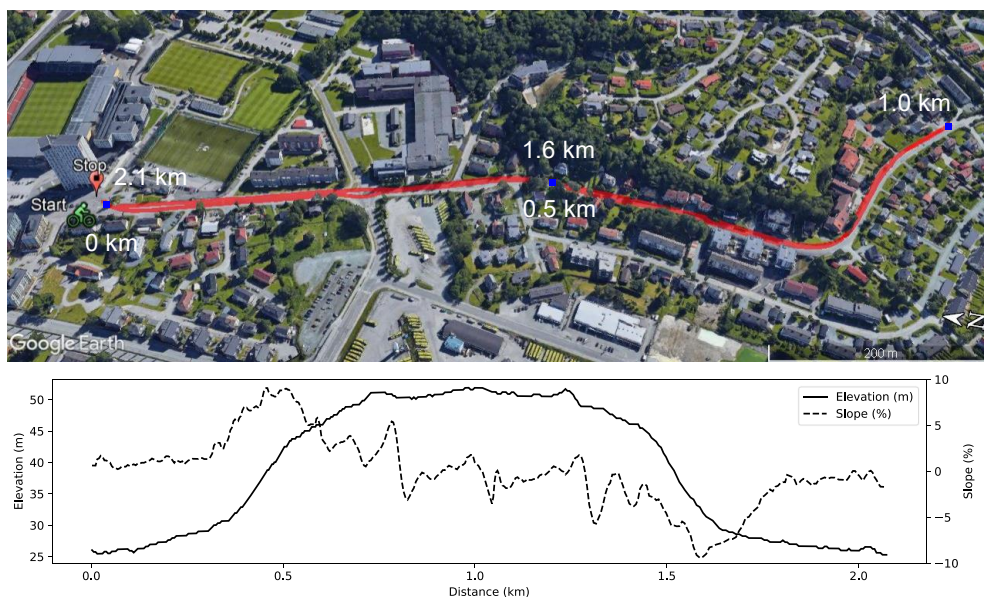 1.0 km
1.6 km
Stop
2.1 km
Start
0.5 km
0 km
N
Google Earth
200 m
Elevation (m)
Slope (%)
50
45
40
35
30
25
10
5
0
−5
−10
Elevation (m)
Slope (%)
0.0
0.5
1.0
1.5
2.0
Distance (km)